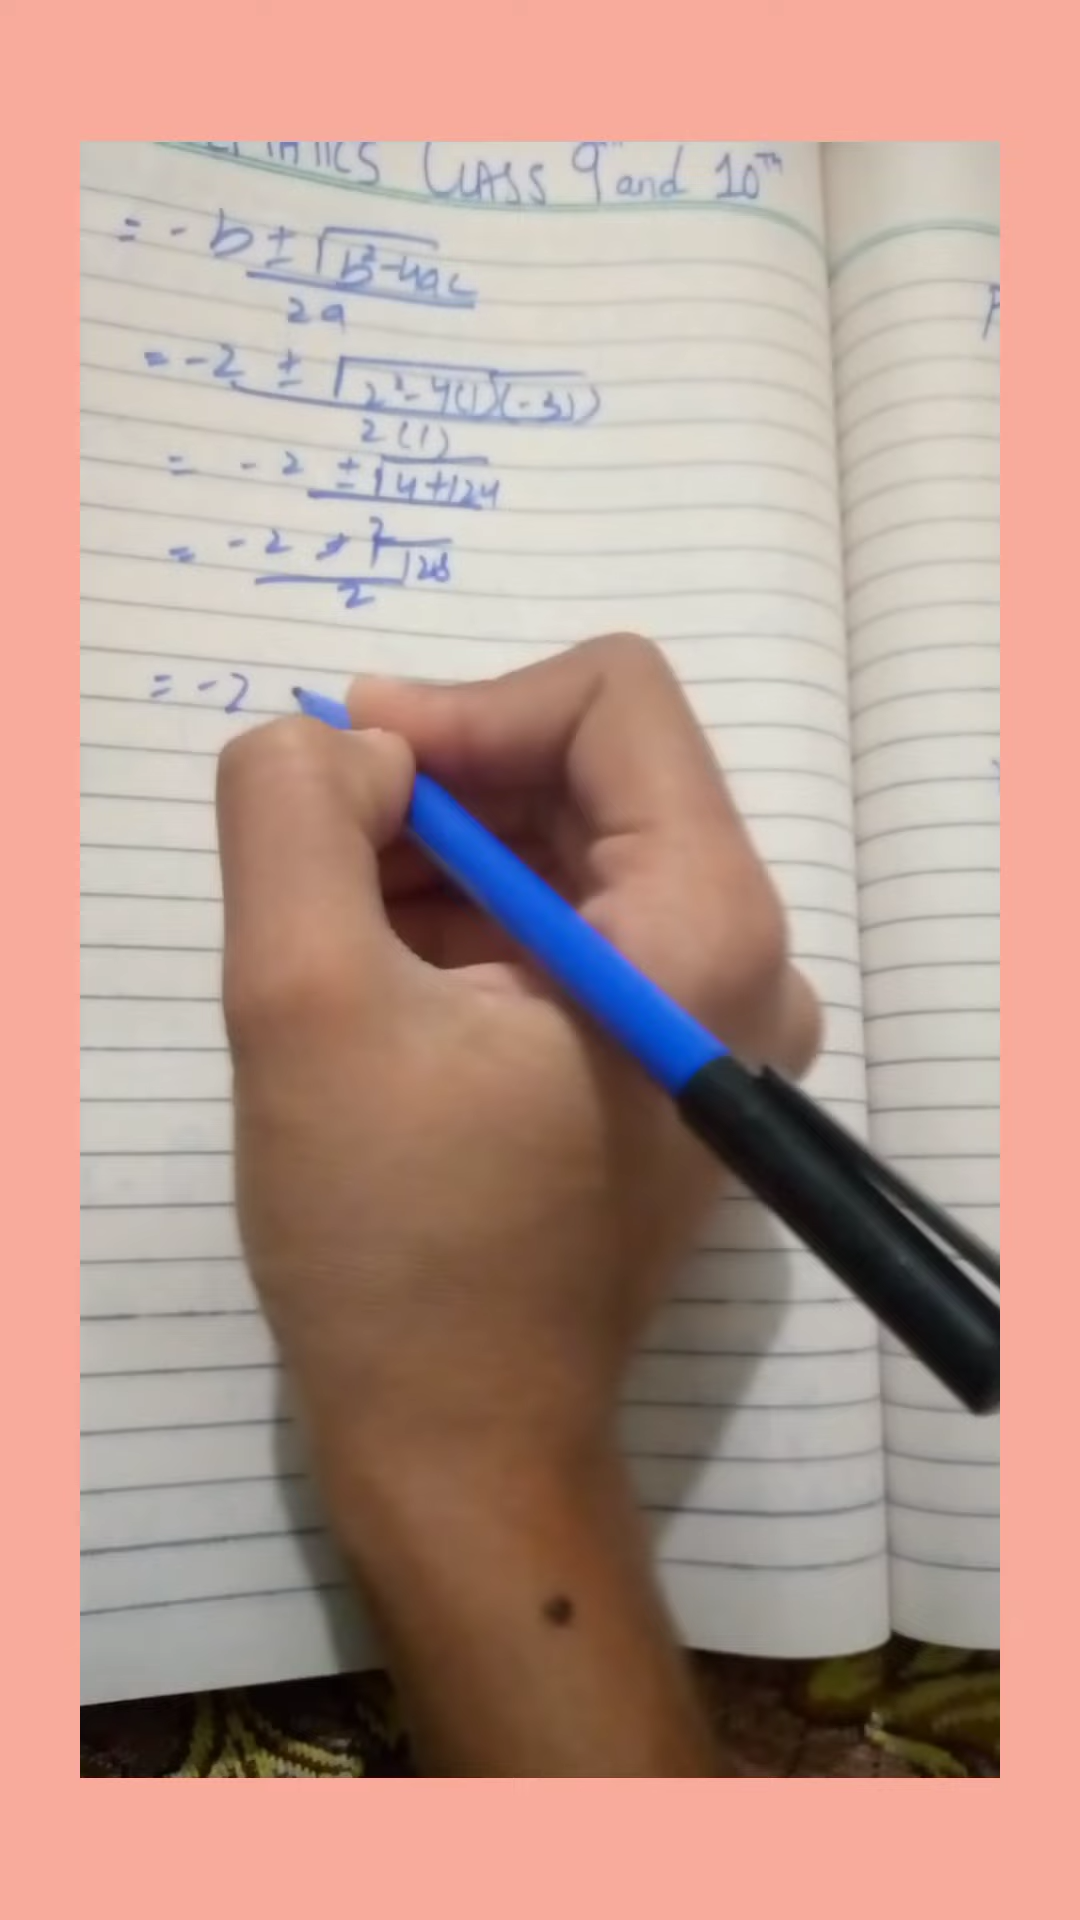 CLASS 9th and 10th
= -b ± √b²-4ac
2a
= -2 ± √2²-4(1)(-31)
2(1)
= -2 ± √4+124
= -2 ± √128
2
= -2